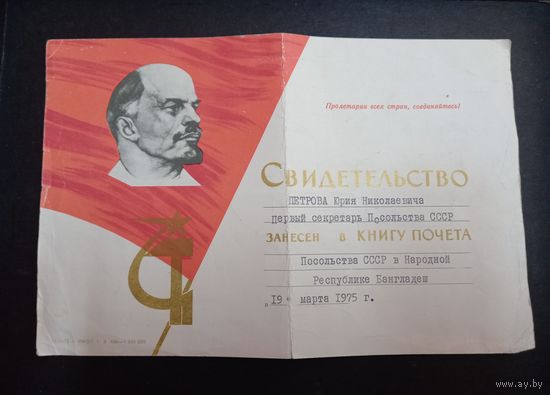 Пролетарии всех стран, соединяйтесь!
СВИДЕТЕЛЬСТВО
ПЕТРОВА Юрия Николаевича
Первый секретарь Посольства СССР
ЗАНЕСЕН в КНИГУ ПОЧЕТА
Посольства СССР в Народной
Республике Бангладеш
„19 " марта 1975 г.
www.ay.by